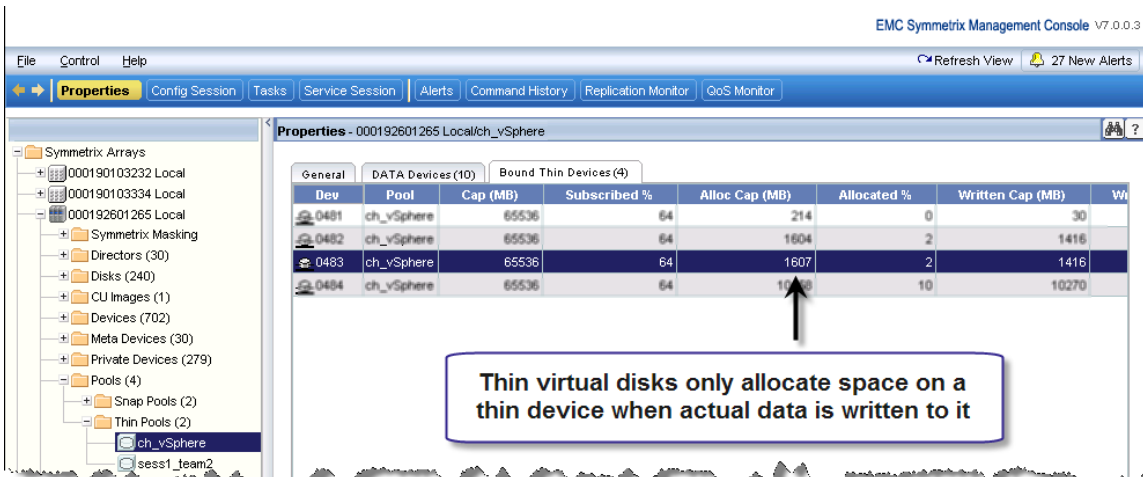 EMC Symmetrix Management Console V7.0.0.3
File Control Help
Refresh View 27 New Alerts
Properties Config Session Tasks Service Session Alerts Command History Replication Monitor QoS Monitor
Properties - 000192601265 Local/ch_vSphere
Symmetrix Arrays
000190103232 Local
000190103334 Local
000192601265 Local
Symmetrix Masking
Directors (30)
Disks (240)
CU Images (1)
Devices (702)
Meta Devices (30)
Private Devices (279)
Pools (4)
Snap Pools (2)
Thin Pools (2)
ch_vSphere
sess1_team2
General DATA Devices (10) Bound Thin Devices (4)
Dev Pool Cap (MB) Subscribed % Alloc Cap (MB) Allocated % Written Cap (MB)
0481 ch_vSphere 65536 64 214 0 30
0482 ch_vSphere 65536 64 1604 2 1416
0483 ch_vSphere 65536 64 1607 2 1416
0484 ch_vSphere 65536 64 10 10270
Thin virtual disks only allocate space on a
thin device when actual data is written to it